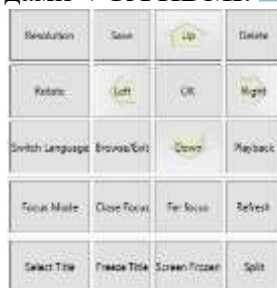 Resolution Save Up Delete
Rotate Left OK Right
Switch Language Browse/Exit Down Playback
Focus Mode Close Focus Far focus Refresh
Select Title Freeze Title Screen Frozen Split